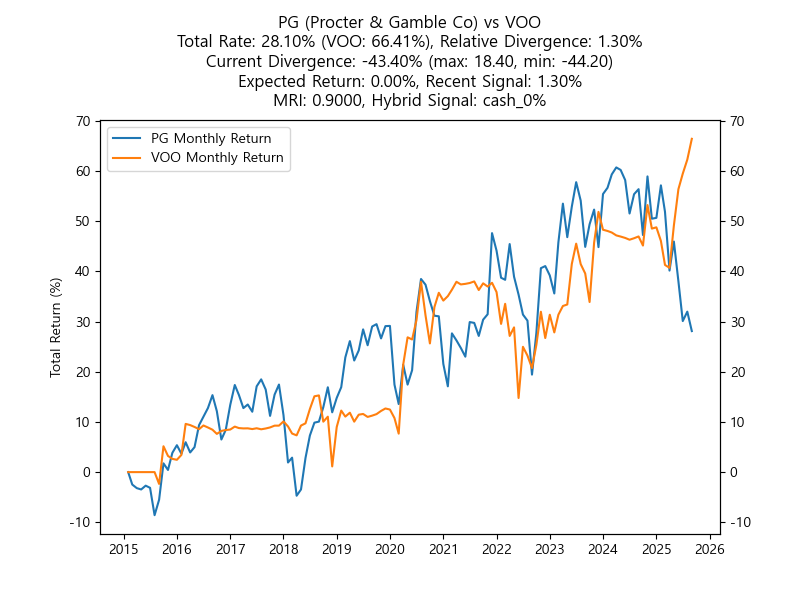 PG (Procter & Gamble Co) vs VOO
Total Rate: 28.10% (VOO: 66.41%), Relative Divergence: 1.30%
Current Divergence: -43.40% (max: 18.40, min: -44.20)
Expected Return: 0.00%, Recent Signal: 1.30%
MRI: 0.9000, Hybrid Signal: cash_0%
PG Monthly Return
VOO Monthly Return
Total Return (%)
70 70
60 60
50 50
40 40
30 30
20 20
10 10
0 0
-10 -10
2015 2016 2017 2018 2019 2020 2021 2022 2023 2024 2025 2026